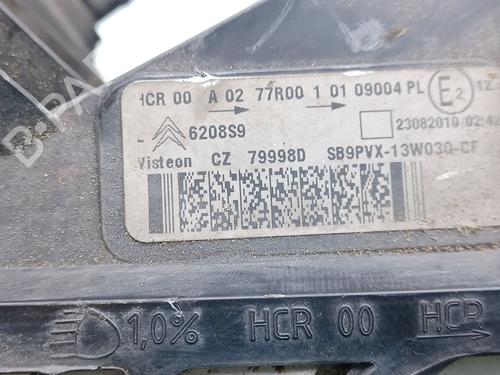 HCR 00 A 02 77R00 1 01 09004 PL E2 12
6208S9 23082010 02:42
Visteon CZ 79998D SB9PVX-13W030-CF
1,0% HCR 00 HCR